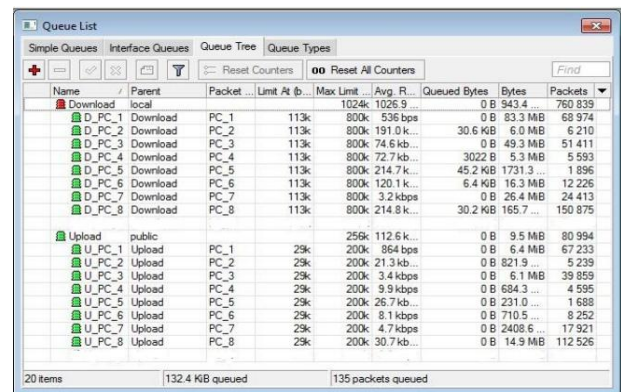 Queue List
Simple Queues Interface Queues Queue Tree Queue Types
Reset Counters 00 Reset All Counters Find
Name / Parent Packet ... Limit At (b... Max Limit ... Avg. R... Queued Bytes Bytes Packets
Download local 1024k 1026.9 ... 0 B 943.4 ... 760 839
D_PC_1 Download PC_1 113k 800k 536 bps 0 B 83.3 MiB 68 974
D_PC_2 Download PC_2 113k 800k 191.0 k... 30.6 KiB 6.0 MiB 6 210
D_PC_3 Download PC_3 113k 800k 74.6 kb... 0 B 49.3 MiB 51 411
D_PC_4 Download PC_4 113k 800k 72.7 kb... 3022 B 5.3 MiB 5 593
D_PC_5 Download PC_5 113k 800k 214.7 k... 45.2 KiB 1731.3 ... 1 896
D_PC_6 Download PC_6 113k 800k 120.1 k... 6.4 KiB 16.3 MiB 12 226
D_PC_7 Download PC_7 113k 800k 3.2 kbps 0 B 26.4 MiB 24 413
D_PC_8 Download PC_8 113k 800k 214.8 k... 30.2 KiB 165.7 ... 150 875
Upload public 256k 112.6 k... 0 B 9.5 MiB 80 994
U_PC_1 Upload PC_1 29k 200k 864 bps 0 B 6.4 MiB 67 233
U_PC_2 Upload PC_2 29k 200k 21.3 kb... 0 B 821.9 ... 5 239
U_PC_3 Upload PC_3 29k 200k 3.4 kbps 0 B 6.1 MiB 39 859
U_PC_4 Upload PC_4 29k 200k 9.9 kbps 0 B 684.3 ... 4 595
U_PC_5 Upload PC_5 29k 200k 26.7 kb... 0 B 231.0 ... 1 688
U_PC_6 Upload PC_6 29k 200k 8.1 kbps 0 B 710.5 ... 8 252
U_PC_7 Upload PC_7 29k 200k 4.7 kbps 0 B 2408.6 ... 17 921
U_PC_8 Upload PC_8 29k 200k 30.7 kb... 0 B 14.9 MiB 112 526
20 items 132.4 KiB queued 135 packets queued